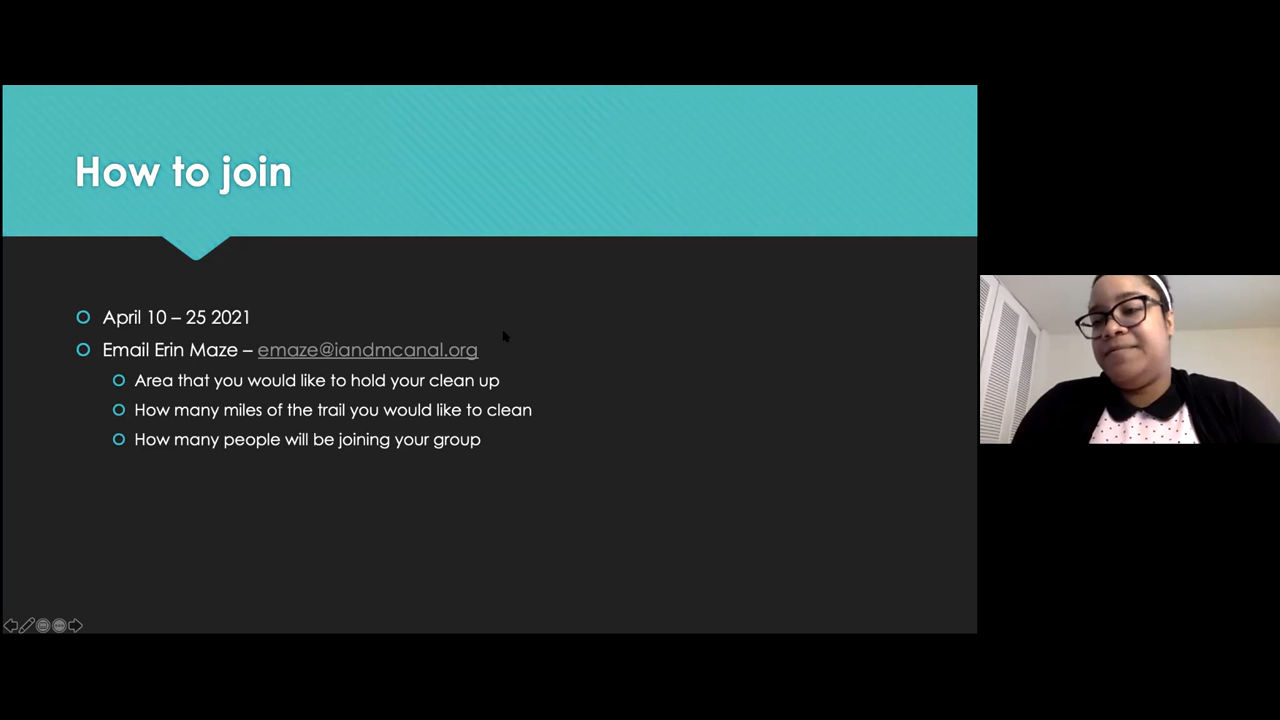 How to join
April 10 – 25 2021
Email Erin Maze – emaze@iandmcanal.org
Area that you would like to hold your clean up
How many miles of the trail you would like to clean
How many people will be joining your group